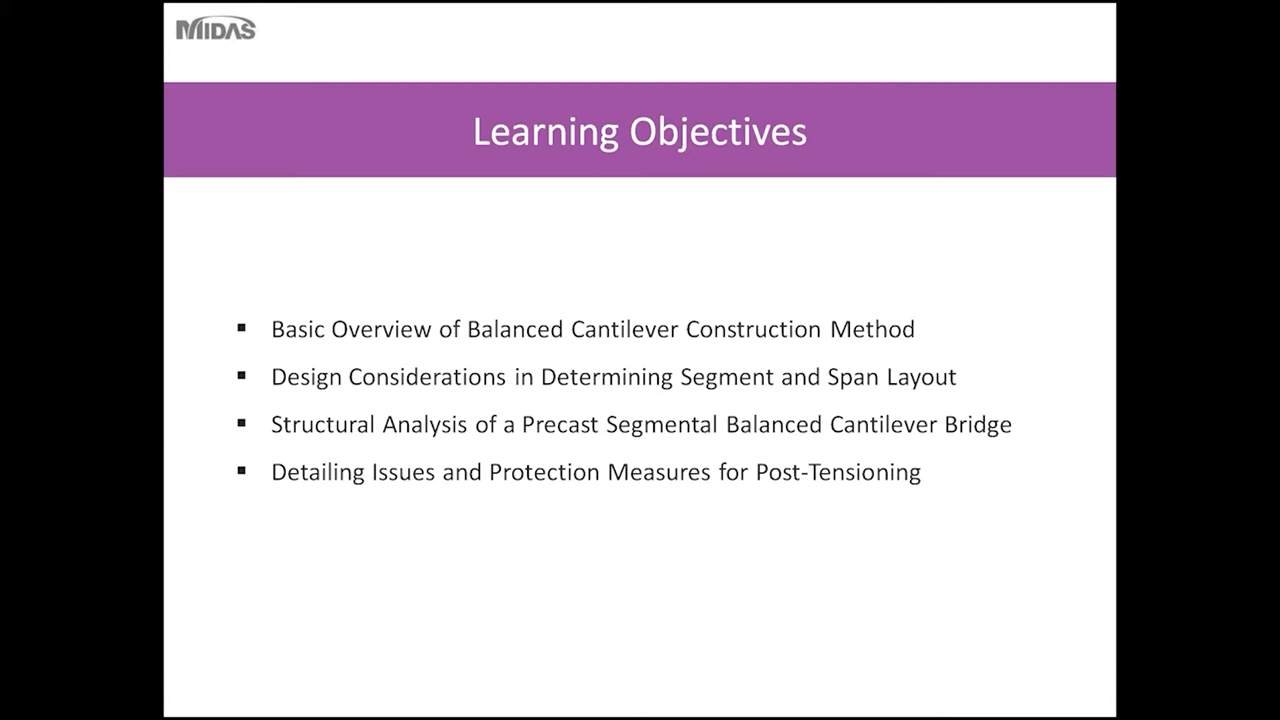 MIDAS
Learning Objectives
Basic Overview of Balanced Cantilever Construction Method
Design Considerations in Determining Segment and Span Layout
Structural Analysis of a Precast Segmental Balanced Cantilever Bridge
Detailing Issues and Protection Measures for Post-Tensioning